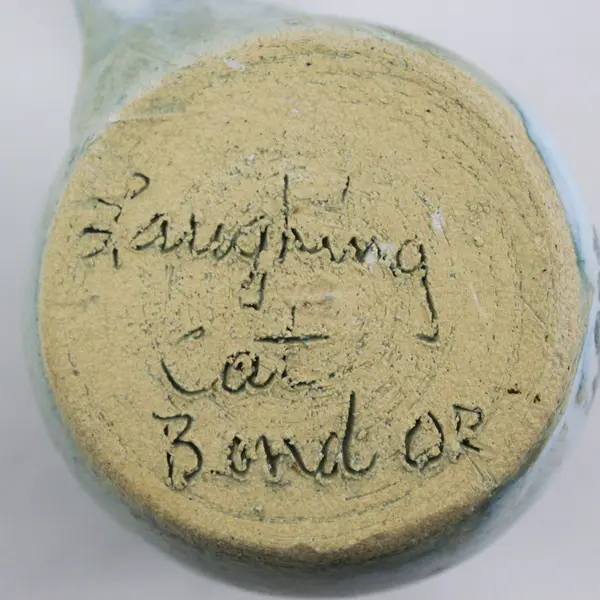 Laughing
Cat
Bend OR